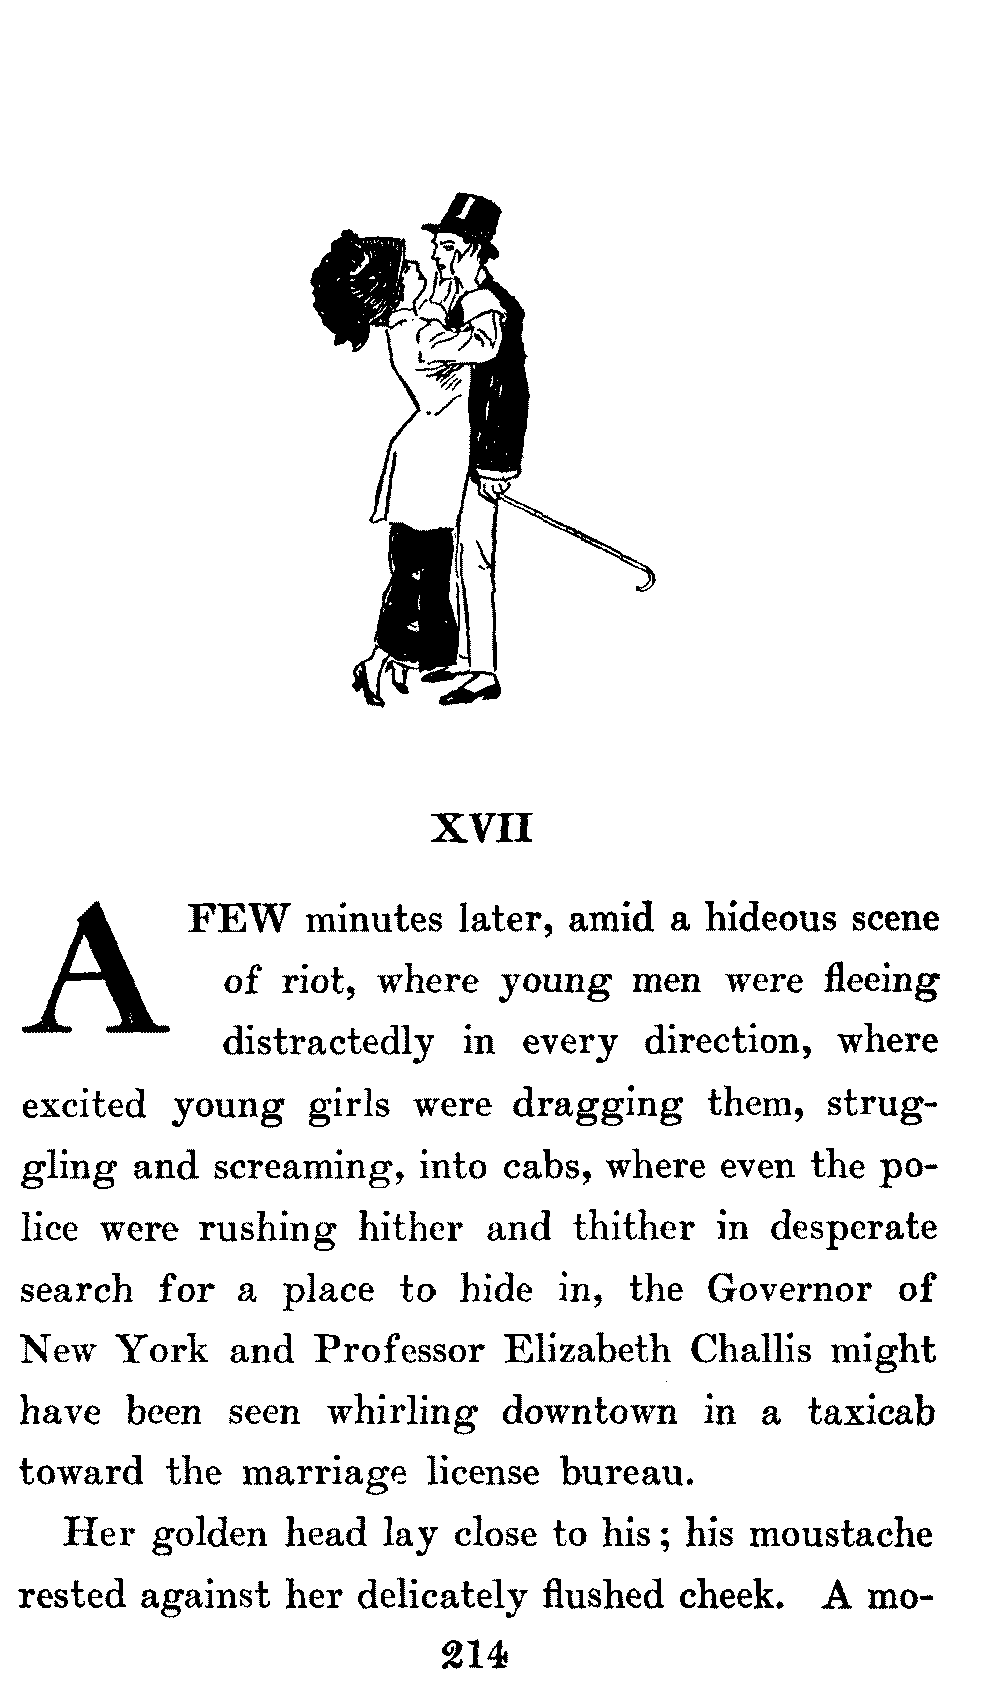 XVII
A FEW minutes later, amid a hideous scene
of riot, where young men were fleeing
distractedly in every direction, where
excited young girls were dragging them, strug-
gling and screaming, into cabs, where even the po-
lice were rushing hither and thither in desperate
search for a place to hide in, the Governor of
New York and Professor Elizabeth Challis might
have been seen whirling downtown in a taxicab
toward the marriage license bureau.
Her golden head lay close to his; his moustache
rested against her delicately flushed cheek. A mo-
214